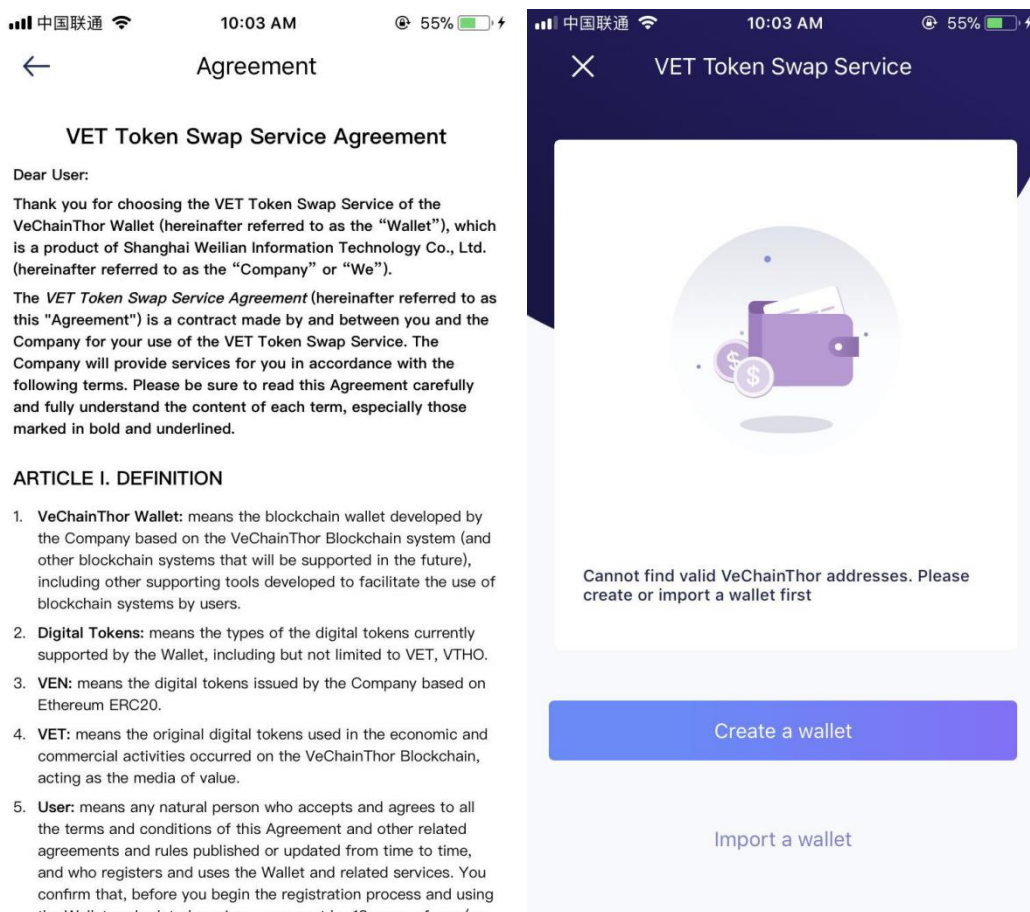 中国联通
10:03 AM
55%
Agreement
VET Token Swap Service Agreement
Dear User:
Thank you for choosing the VET Token Swap Service of the
VeChainThor Wallet (hereinafter referred to as the “Wallet”), which
is a product of Shanghai Weilian Information Technology Co., Ltd.
(hereinafter referred to as the “Company” or “We”).
The VET Token Swap Service Agreement (hereinafter referred to as
this "Agreement") is a contract made by and between you and the
Company for your use of the VET Token Swap Service. The
Company will provide services for you in accordance with the
following terms. Please be sure to read this Agreement carefully
and fully understand the content of each term, especially those
marked in bold and underlined.
ARTICLE I. DEFINITION
1. VeChainThor Wallet: means the blockchain wallet developed by
the Company based on the VeChainThor Blockchain system (and
other blockchain systems that will be supported in the future),
including other supporting tools developed to facilitate the use of
blockchain systems by users.
2. Digital Tokens: means the types of the digital tokens currently
supported by the Wallet, including but not limited to VET, VTHO.
3. VEN: means the digital tokens issued by the Company based on
Ethereum ERC20.
4. VET: means the original digital tokens used in the economic and
commercial activities occurred on the VeChainThor Blockchain,
acting as the media of value.
5. User: means any natural person who accepts and agrees to all
the terms and conditions of this Agreement and other related
agreements and rules published or updated from time to time,
and who registers and uses the Wallet and related services. You
confirm that, before you begin the registration process and using
中国联通
10:03 AM
55%
VET Token Swap Service
$
$
Cannot find valid VeChainThor addresses. Please
create or import a wallet first
Create a wallet
Import a wallet